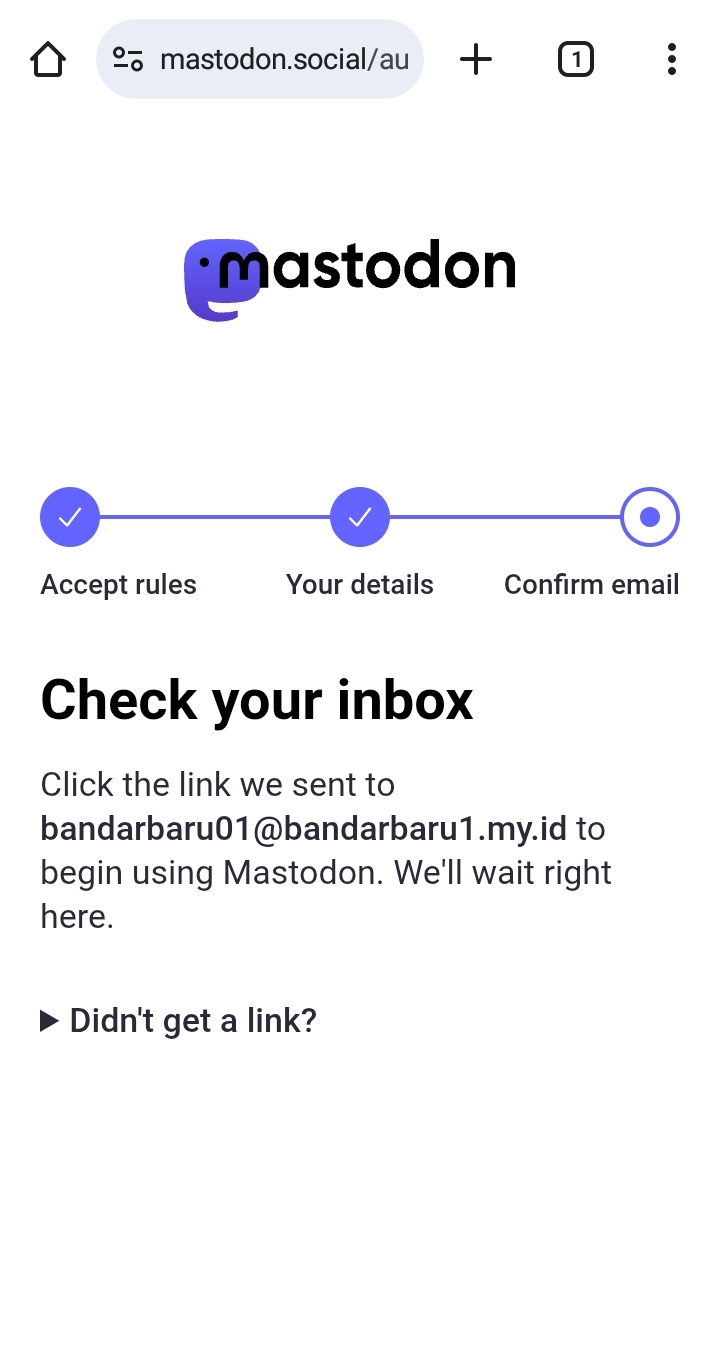 mastodon.social/au
1
mastodon
Accept rules
Your details
Confirm email
Check your inbox
Click the link we sent to
bandarbaru01@bandarbaru1.my.id to
begin using Mastodon. We'll wait right
here.
Didn't get a link?